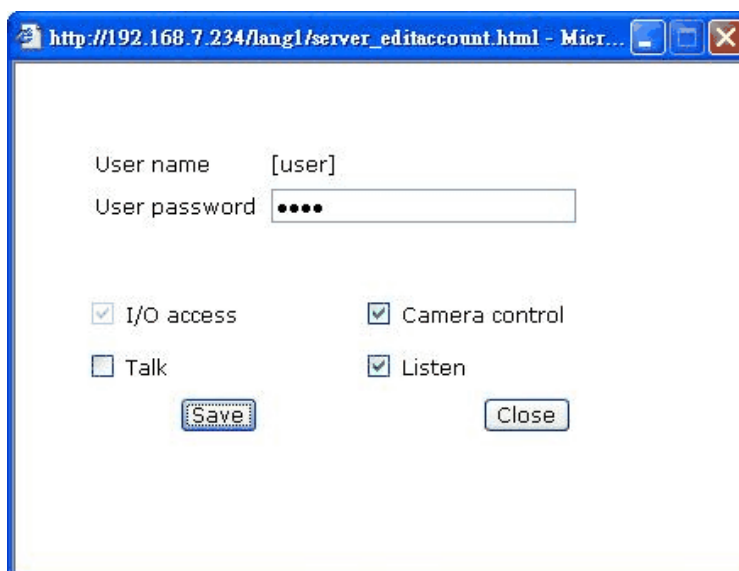 http://192.168.7.234/lang1/server_editaccount.html - Micr...
User name [user]
User password ••••
I/O access Camera control
Talk Listen
Save Close